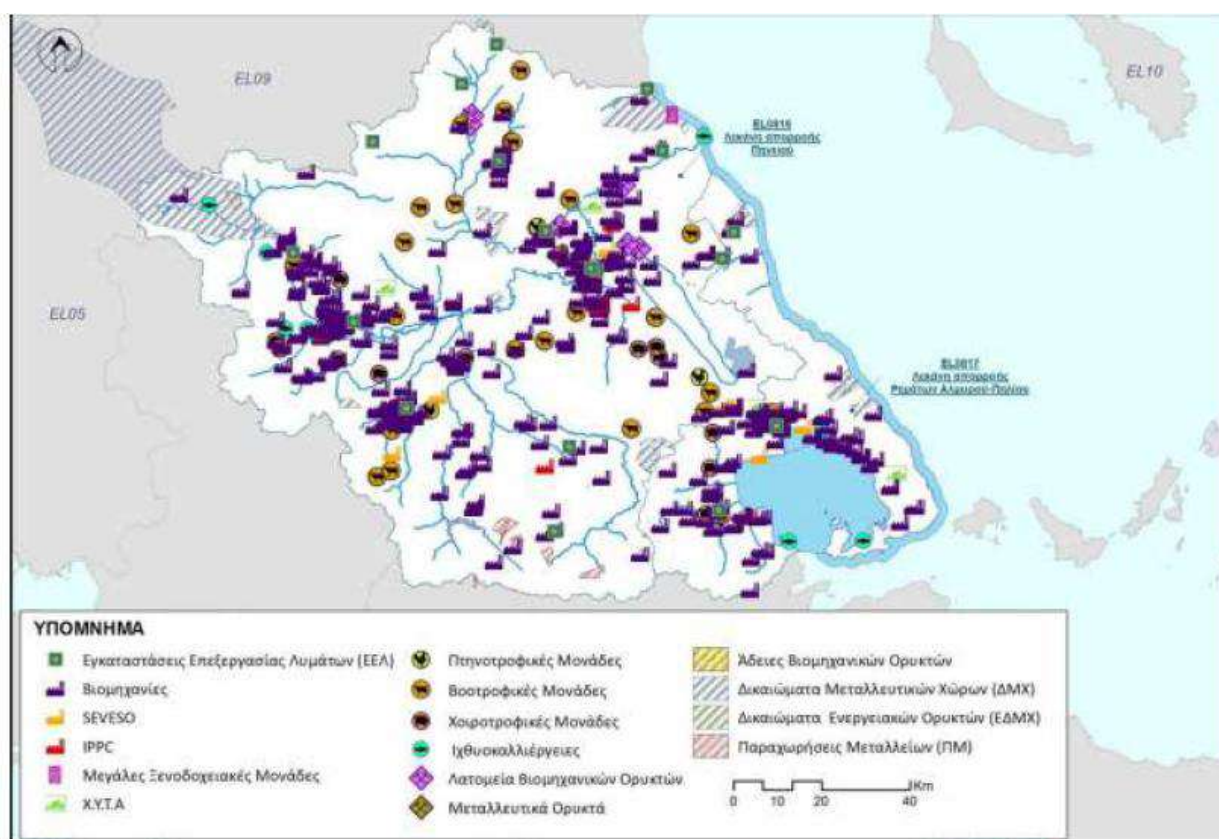 EL09
EL10
EL0816
Λεκάνη απορροής
Πηνειού
EL05
EL0817
Λεκάνη απορροής
Ρεμάτων Αλμυρού-Πηλίου
ΥΠΟΜΝΗΜΑ
Εγκαταστάσεις Επεξεργασίας Λυμάτων (ΕΕΛ)
Βιομηχανίες
SEVESO
IPPC
Μεγάλες Ξενοδοχειακές Μονάδες
Χ.Υ.Τ.Α
Πτηνοτροφικές Μονάδες
Βοοτροφικές Μονάδες
Χοιροτροφικές Μονάδες
Ιχθυοκαλλιέργειες
Λατομεία Βιομηχανικών Ορυκτών
Μεταλλευτικά Ορυκτά
Άδειες Βιομηχανικών Ορυκτών
Δικαιώματα Μεταλλευτικών Χώρων (ΔΜΧ)
Δικαιώματα Ενεργειακών Ορυκτών (ΕΔΜΧ)
Παραχωρήσεις Μεταλλείων (ΠΜ)
Km
0 10 20 40